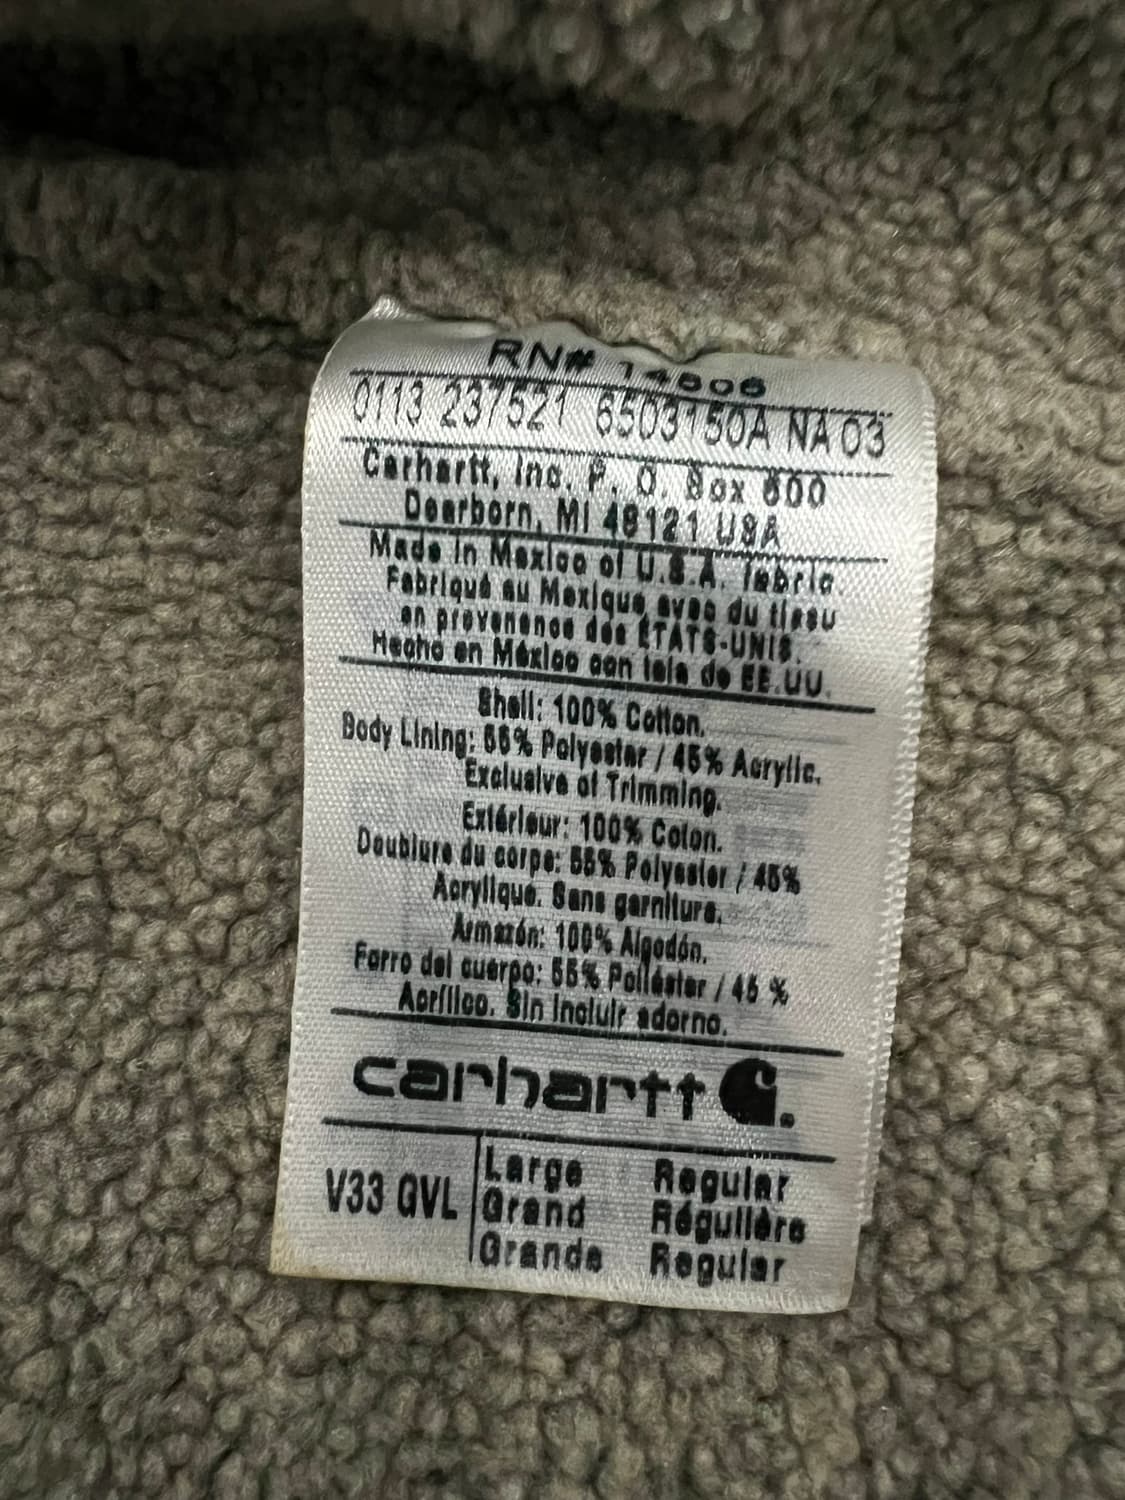 RN# 14806
0113 237521 6503150A NA 03
Carhartt, Inc. P. O. Box 600
Dearborn, MI 48121 USA
Made in Mexico of U.S.A. fabric.
Fabriqué au Mexique avec du tissu
en provenance des ÉTATS-UNIS.
Hecho en México con tela de EE.UU.
Shell: 100% Cotton.
Body Lining: 55% Polyester / 45% Acrylic.
Exclusive of Trimming.
Extérieur: 100% Coton.
Doublure du corps: 55% Polyester / 45%
Acrylique. Sans garniture.
Armazón: 100% Algodón.
Forro del cuerpo: 55% Poliéster / 45 %
Acrílico. Sin incluir adorno.
carhartt
V33 GVL
Large Regular
Grand Régulière
Grande Regular